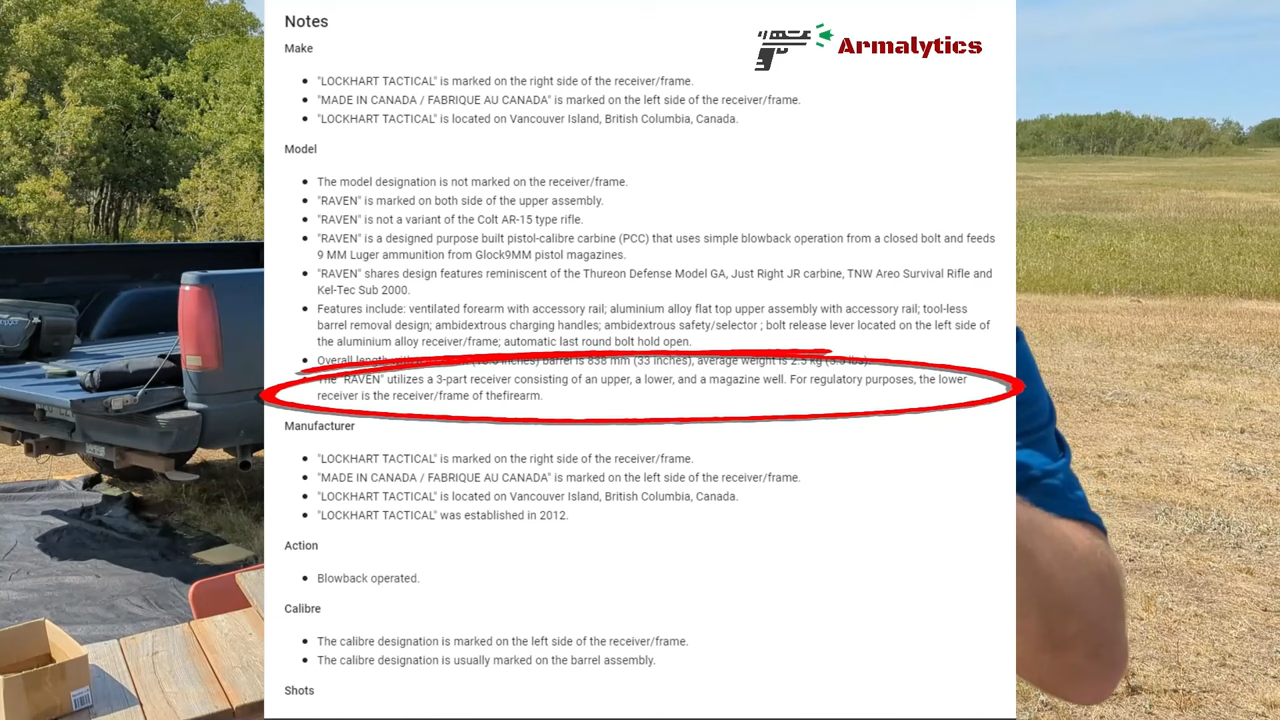 Notes
Armalytics
Make
"LOCKHART TACTICAL" is marked on the right side of the receiver/frame.
"MADE IN CANADA / FABRIQUE AU CANADA" is marked on the left side of the receiver/frame.
"LOCKHART TACTICAL" is located on Vancouver Island, British Columbia, Canada.
Model
The model designation is not marked on the receiver/frame.
"RAVEN" is marked on both side of the upper assembly.
"RAVEN" is not a variant of the Colt AR-15 type rifle.
"RAVEN" is a designed purpose built pistol-calibre carbine (PCC) that uses simple blowback operation from a closed bolt and feeds
9 MM Luger ammunition from Glock9MM pistol magazines.
"RAVEN" shares design features reminiscent of the Thureon Defense Model GA, Just Right JR carbine, TNW Areo Survival Rifle and
Kel-Tec Sub 2000.
Features include: ventilated forearm with accessory rail; aluminium alloy flat top upper assembly with accessory rail; tool-less
barrel removal design; ambidextrous charging handles; ambidextrous safety/selector ; bolt release lever located on the left side of
the aluminium alloy receiver/frame; automatic last round bolt hold open.
Overall length barrel is 838 mm (33 inches), average weight is 2.5 kg
The "RAVEN" utilizes a 3-part receiver consisting of an upper, a lower, and a magazine well. For regulatory purposes, the lower
receiver is the receiver/frame of thefirearm.
Manufacturer
"LOCKHART TACTICAL" is marked on the right side of the receiver/frame.
"MADE IN CANADA / FABRIQUE AU CANADA" is marked on the left side of the receiver/frame.
"LOCKHART TACTICAL" is located on Vancouver Island, British Columbia, Canada.
"LOCKHART TACTICAL" was established in 2012.
Action
Blowback operated.
Calibre
The calibre designation is marked on the left side of the receiver/frame.
The calibre designation is usually marked on the barrel assembly.
Shots